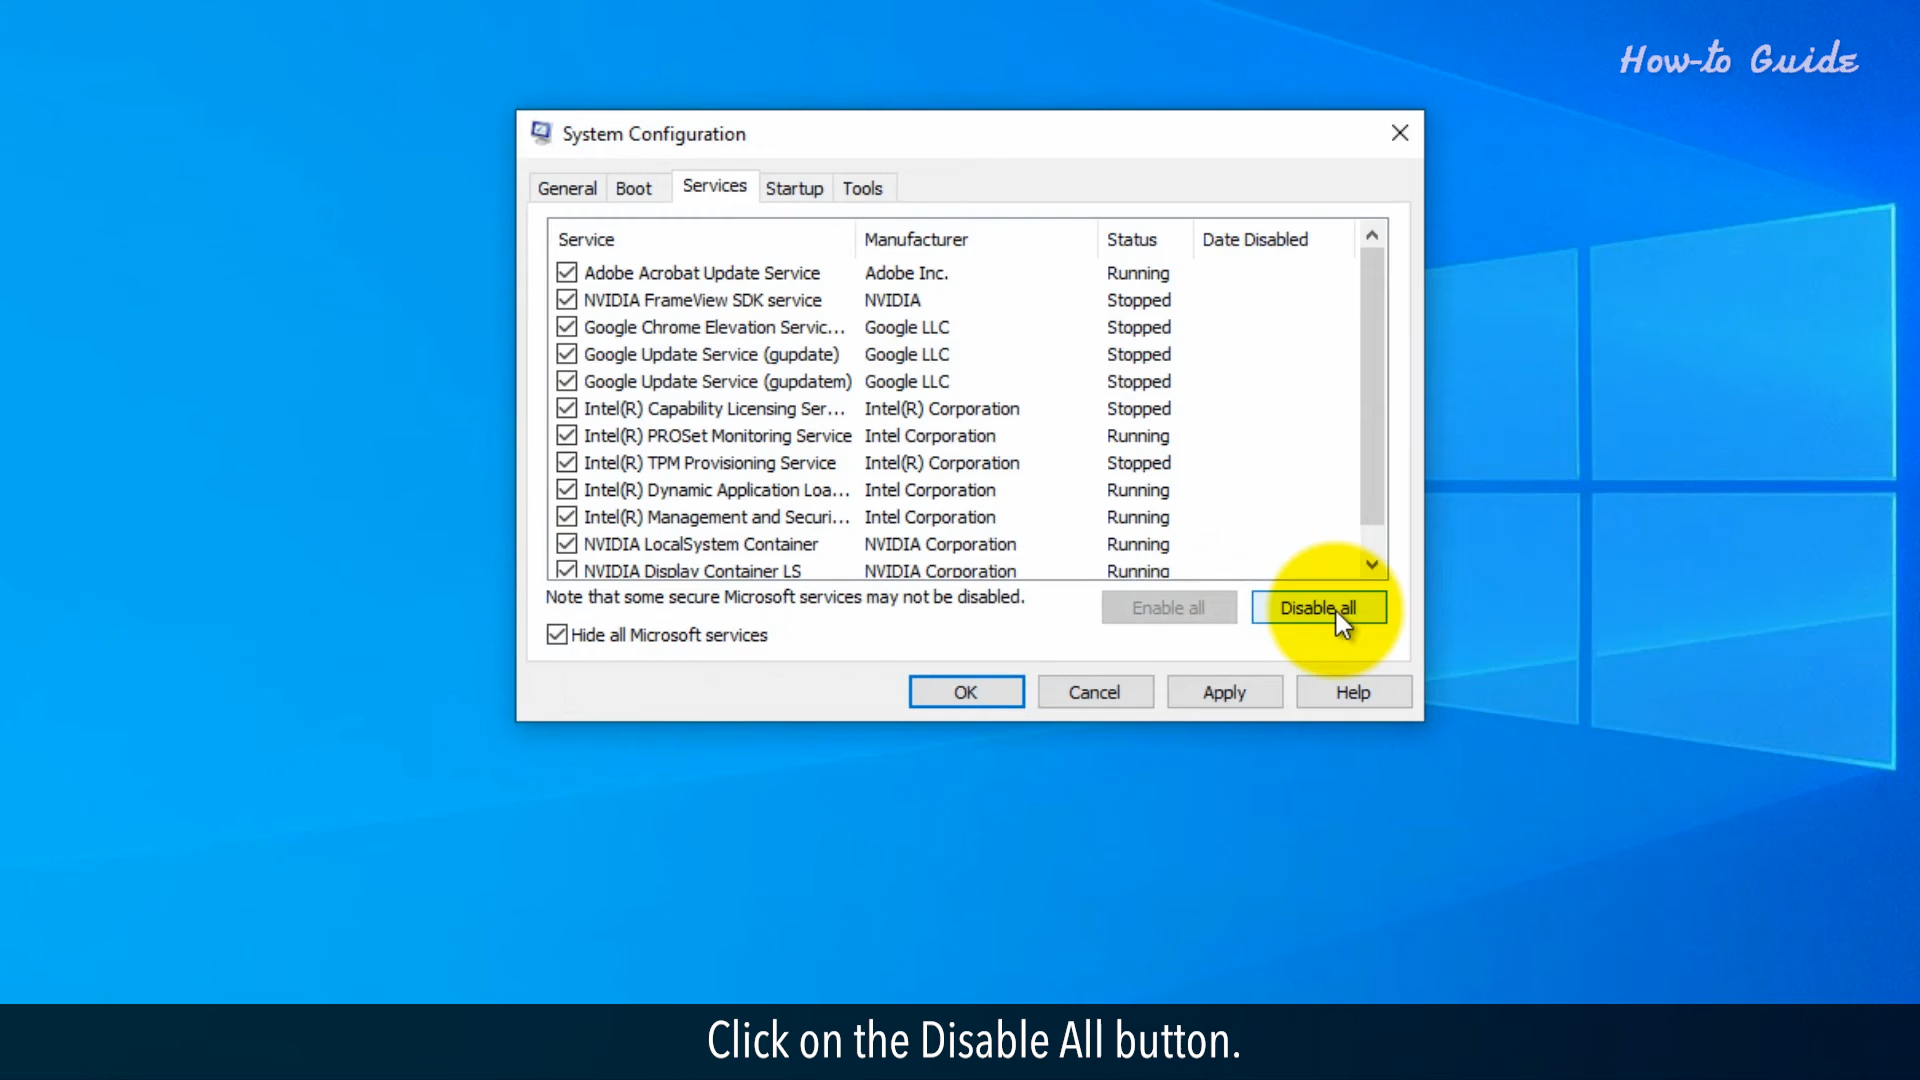 How-to Guide
System Configuration
General Boot Services Startup Tools
Service Manufacturer Status Date Disabled
Adobe Acrobat Update Service Adobe Inc. Running
NVIDIA FrameView SDK service NVIDIA Stopped
Google Chrome Elevation Servic... Google LLC Stopped
Google Update Service (gupdate) Google LLC Stopped
Google Update Service (gupdatem) Google LLC Stopped
Intel(R) Capability Licensing Ser... Intel(R) Corporation Stopped
Intel(R) PROSet Monitoring Service Intel Corporation Running
Intel(R) TPM Provisioning Service Intel(R) Corporation Stopped
Intel(R) Dynamic Application Loa... Intel Corporation Running
Intel(R) Management and Securi... Intel Corporation Running
NVIDIA LocalSystem Container NVIDIA Corporation Running
NVIDIA Display Container LS NVIDIA Corporation Running
Note that some secure Microsoft services may not be disabled. Enable all Disable all
Hide all Microsoft services
OK Cancel Apply Help
Click on the Disable All button.